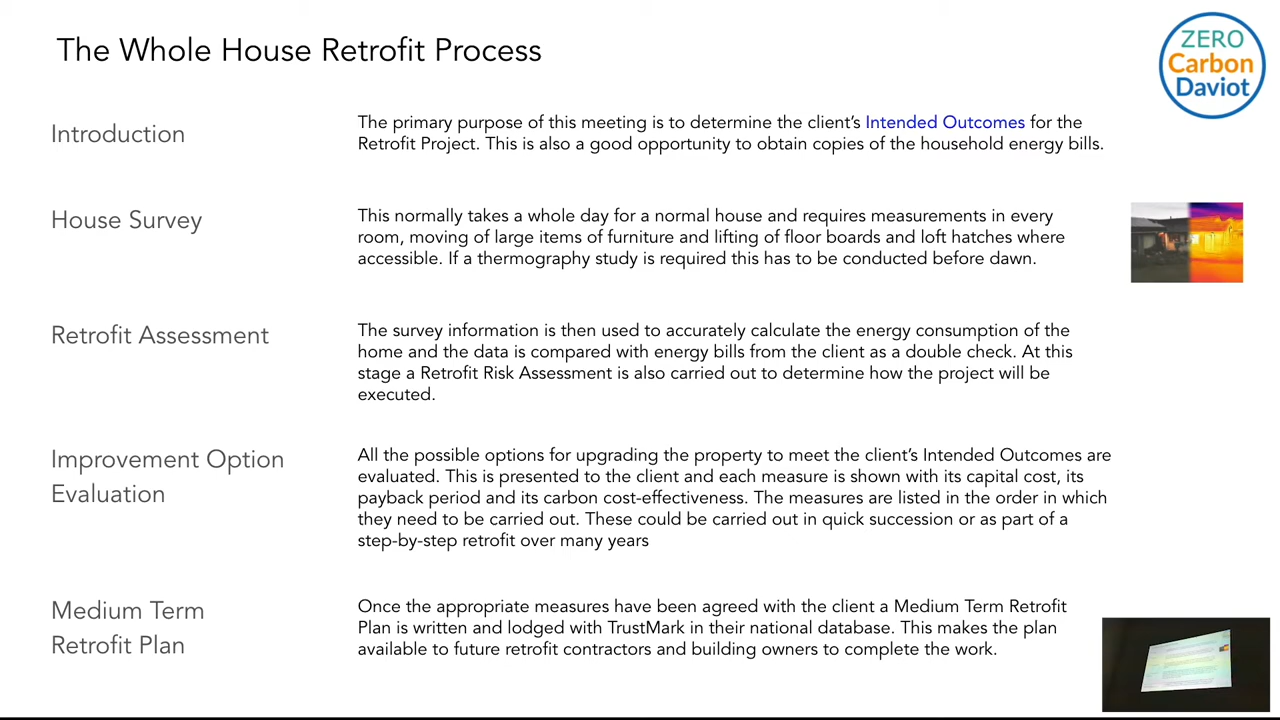 The Whole House Retrofit Process
ZERO
Carbon
Daviot
Introduction
The primary purpose of this meeting is to determine the client’s Intended Outcomes for the
Retrofit Project. This is also a good opportunity to obtain copies of the household energy bills.
House Survey
This normally takes a whole day for a normal house and requires measurements in every
room, moving of large items of furniture and lifting of floor boards and loft hatches where
accessible. If a thermography study is required this has to be conducted before dawn.
Retrofit Assessment
The survey information is then used to accurately calculate the energy consumption of the
home and the data is compared with energy bills from the client as a double check. At this
stage a Retrofit Risk Assessment is also carried out to determine how the project will be
executed.
Improvement Option
Evaluation
All the possible options for upgrading the property to meet the client’s Intended Outcomes are
evaluated. This is presented to the client and each measure is shown with its capital cost, its
payback period and its carbon cost-effectiveness. The measures are listed in the order in which
they need to be carried out. These could be carried out in quick succession or as part of a
step-by-step retrofit over many years
Medium Term
Retrofit Plan
Once the appropriate measures have been agreed with the client a Medium Term Retrofit
Plan is written and lodged with TrustMark in their national database. This makes the plan
available to future retrofit contractors and building owners to complete the work.